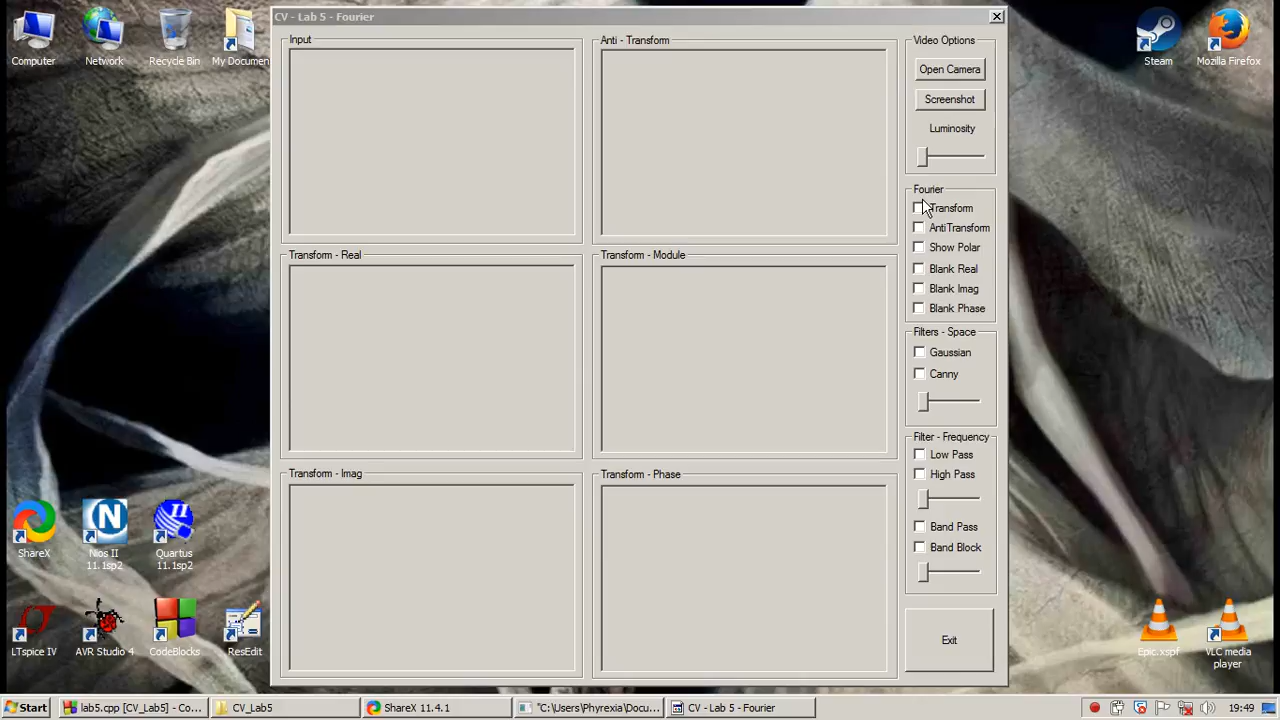 CV - Lab 5 - Fourier
Computer
Network
Recycle Bin
My Documen
Steam
Mozilla Firefox
Input
Anti - Transform
Video Options
Open Camera
Screenshot
Luminosity
Fourier
Transform
AntiTransform
Show Polar
Blank Real
Blank Imag
Blank Phase
Transform - Real
Transform - Module
Filters - Space
Gaussian
Canny
Filter - Frequency
Low Pass
High Pass
Band Pass
Band Block
Transform - Imag
Transform - Phase
Exit
ShareX
Nios II
11.1sp2
Quartus
11.1sp2
LTspice IV
AVR Studio 4
CodeBlocks
ResEdit
Epic.xspf
VLC media
player
Start
lab5.cpp [CV_Lab5] - Co...
CV_Lab5
ShareX 11.4.1
"C:\Users\Phyrexia\Docu...
CV - Lab 5 - Fourier
19:49